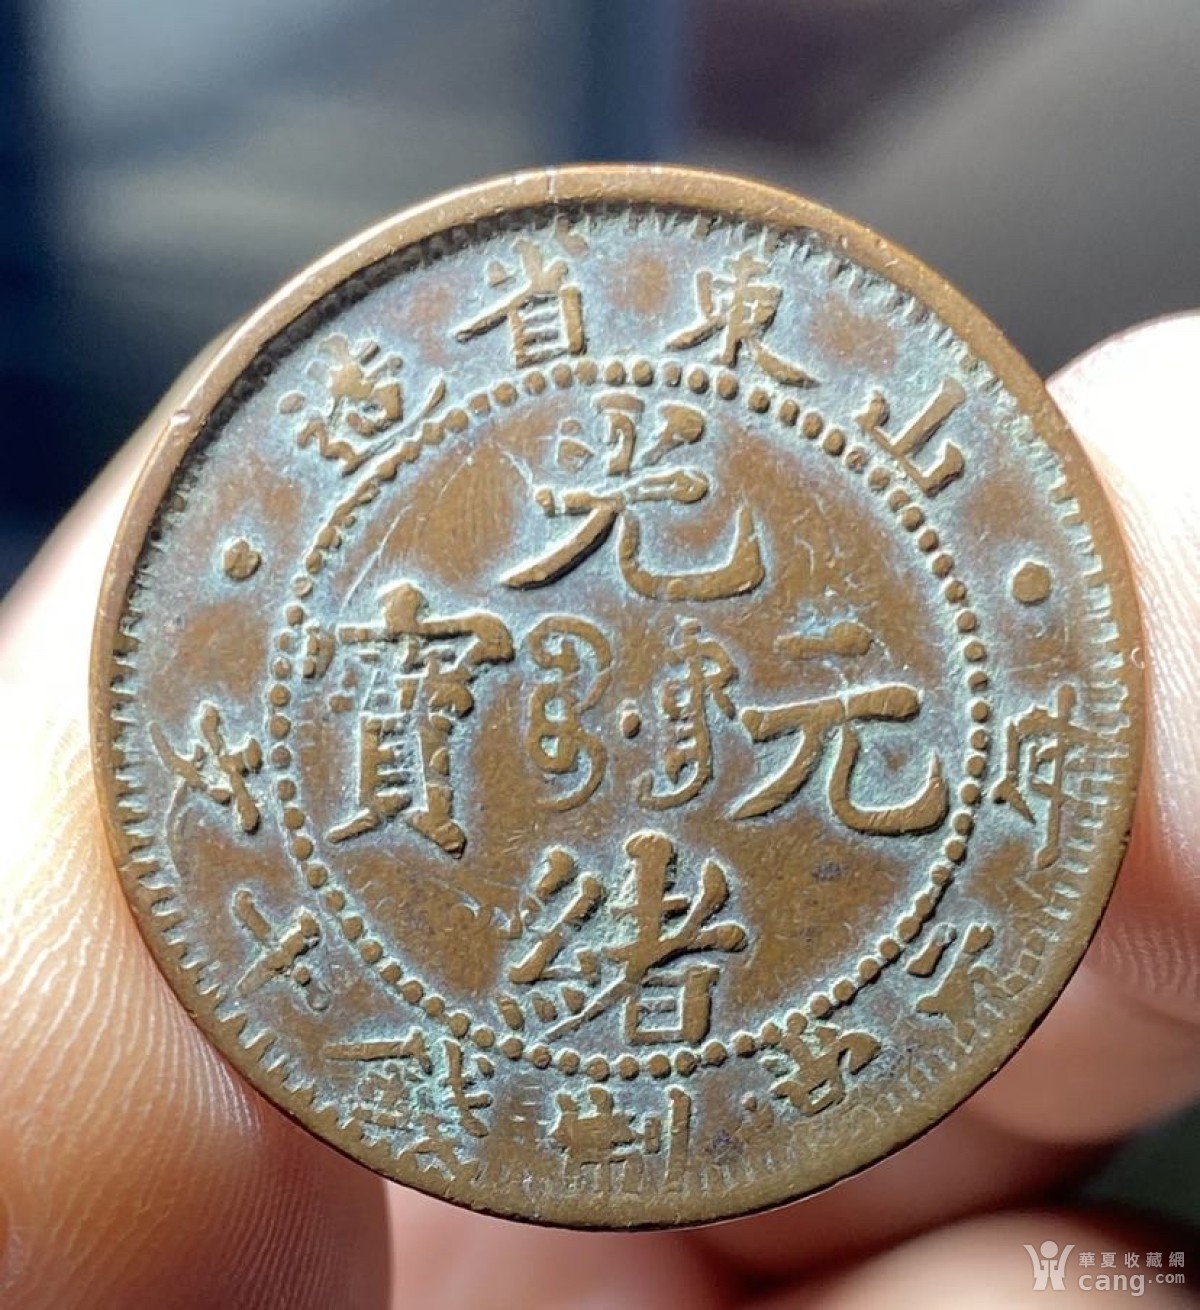 山東省造
光緒元寶
每元當制錢十文
華夏收藏網
cang.com